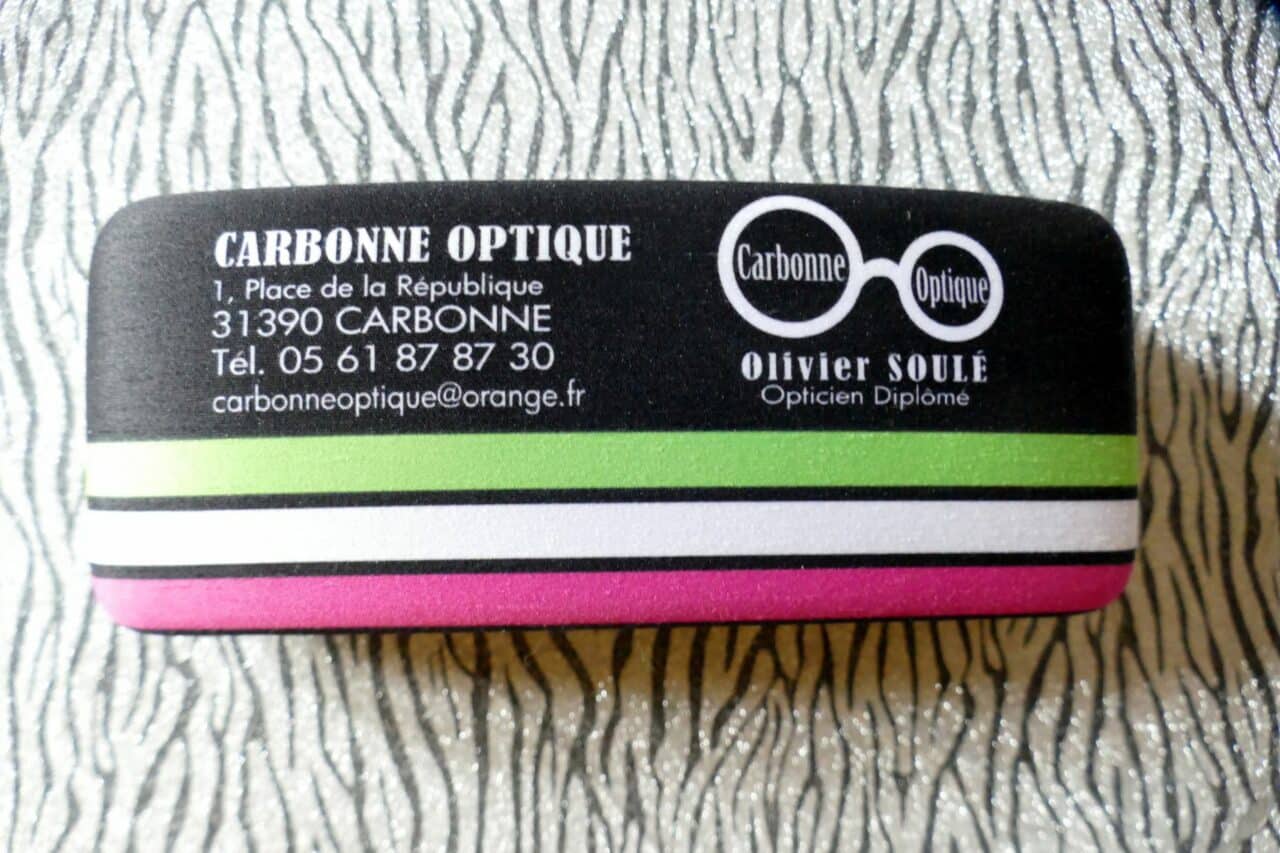 CARBONNE OPTIQUE
1, Place de la République
31390 CARBONNE
Tél. 05 61 87 87 30
carbonneoptique@orange.fr
Carbonne
Optique
Olivier SOULÉ
Opticien Diplômé